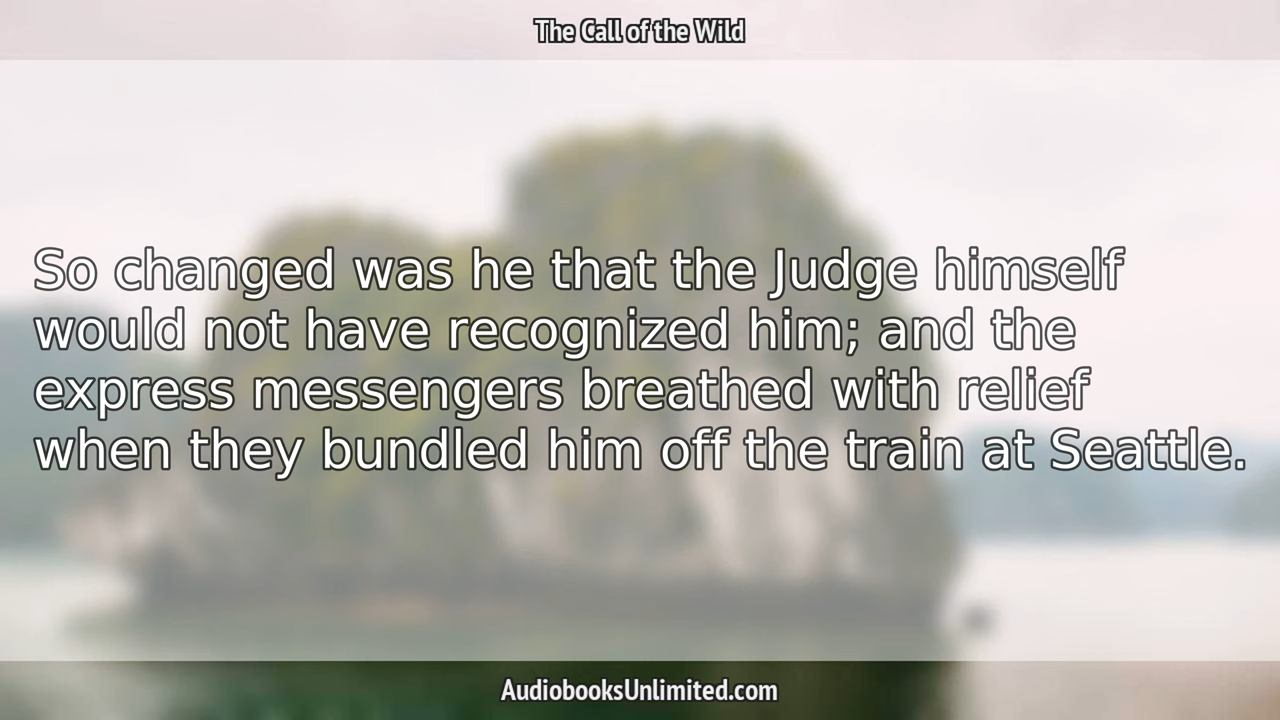 The Call of the Wild
So changed was he that the Judge himself
would not have recognized him; and the
express messengers breathed with relief
when they bundled him off the train at Seattle.
AudiobooksUnlimited.com